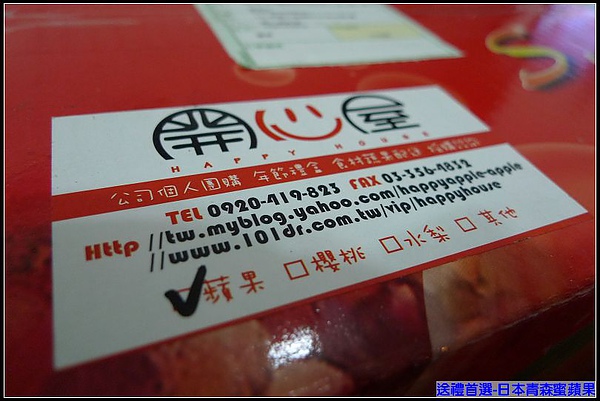 開心屋
HAPPY HOUSE
公司個人團購 年節禮盒 食材蔬果配送
TEL 0920-419-823 FAX 03-336-4832
Http //tw.myblog.yahoo.com/happyapple-apple
//www.101dr.com.tw/vip/happyhouse
蘋果 櫻桃 水梨 其他
送禮首選-日本青森蜜蘋果